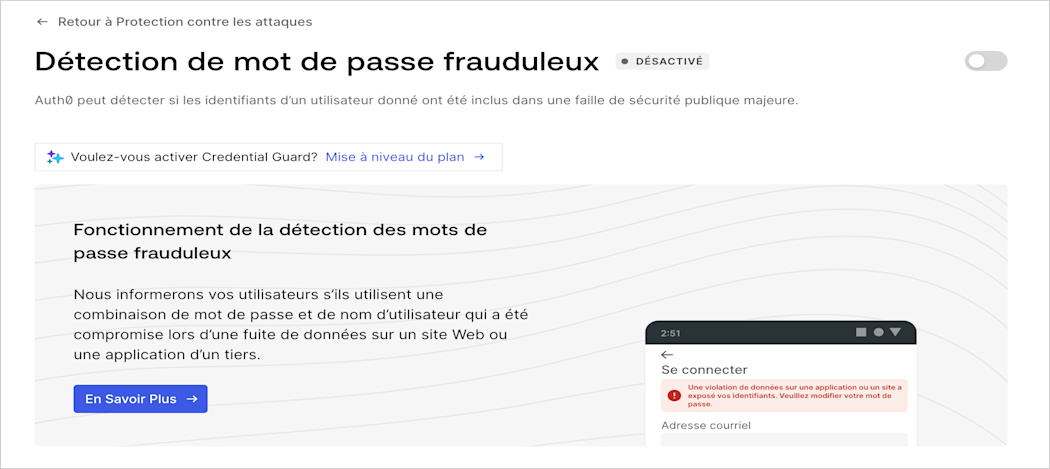 ← Retour à Protection contre les attaques
Détection de mot de passe frauduleux
● DÉSACTIVÉ
Auth0 peut détecter si les identifiants d'un utilisateur donné ont été inclus dans une faille de sécurité publique majeure.
Voulez-vous activer Credential Guard? Mise à niveau du plan →
Fonctionnement de la détection des mots de
passe frauduleux
Nous informerons vos utilisateurs s'ils utilisent une
combinaison de mot de passe et de nom d'utilisateur qui a été
compromise lors d'une fuite de données sur un site Web ou
une application d'un tiers.
En Savoir Plus →
2:51
←
Se connecter
Une violation de données sur une application ou un site a
exposé vos identifiants. Veuillez modifier votre mot de
passe.
Adresse courriel